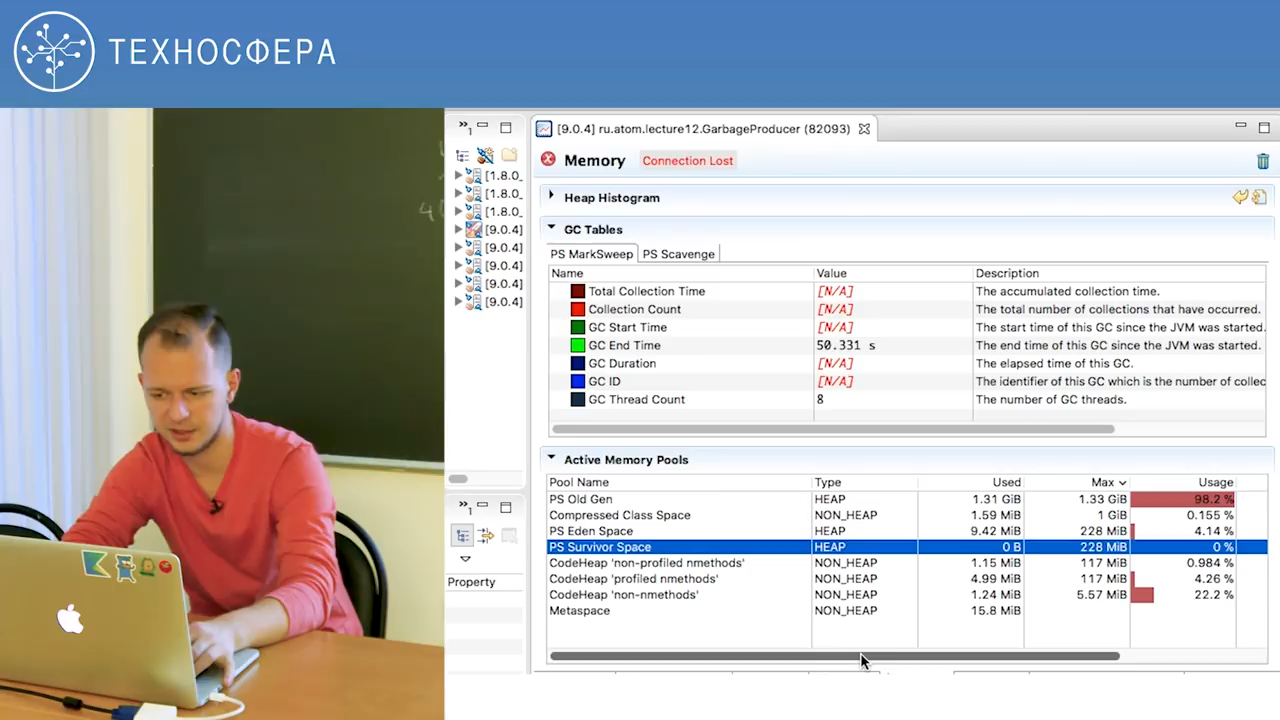 ТЕХНОСФЕРА
[9.0.4] ru.atom.lecture12.GarbageProducer (82093)
Memory Connection Lost
[1.8.0_
[1.8.0_
[1.8.0_
[9.0.4]
[9.0.4]
[9.0.4]
[9.0.4]
[9.0.4]
Property
Heap Histogram
GC Tables
PS MarkSweep PS Scavenge
Name Value Description
Total Collection Time [N/A] The accumulated collection time.
Collection Count [N/A] The total number of collections that have occurred.
GC Start Time [N/A] The start time of this GC since the JVM was started.
GC End Time 50.331 s The end time of this GC since the JVM was started.
GC Duration [N/A] The elapsed time of this GC.
GC ID [N/A] The identifier of this GC which is the number of collec
GC Thread Count 8 The number of GC threads.
Active Memory Pools
Pool Name Type Used Max Usage
PS Old Gen HEAP 1.31 GiB 1.33 GiB 98.2 %
Compressed Class Space NON_HEAP 1.59 MiB 1 GiB 0.155 %
PS Eden Space HEAP 9.42 MiB 228 MiB 4.14 %
PS Survivor Space HEAP 0 B 228 MiB 0 %
CodeHeap 'non-profiled nmethods' NON_HEAP 1.15 MiB 117 MiB 0.984 %
CodeHeap 'profiled nmethods' NON_HEAP 4.99 MiB 117 MiB 4.26 %
CodeHeap 'non-nmethods' NON_HEAP 1.24 MiB 5.57 MiB 22.2 %
Metaspace NON_HEAP 15.8 MiB